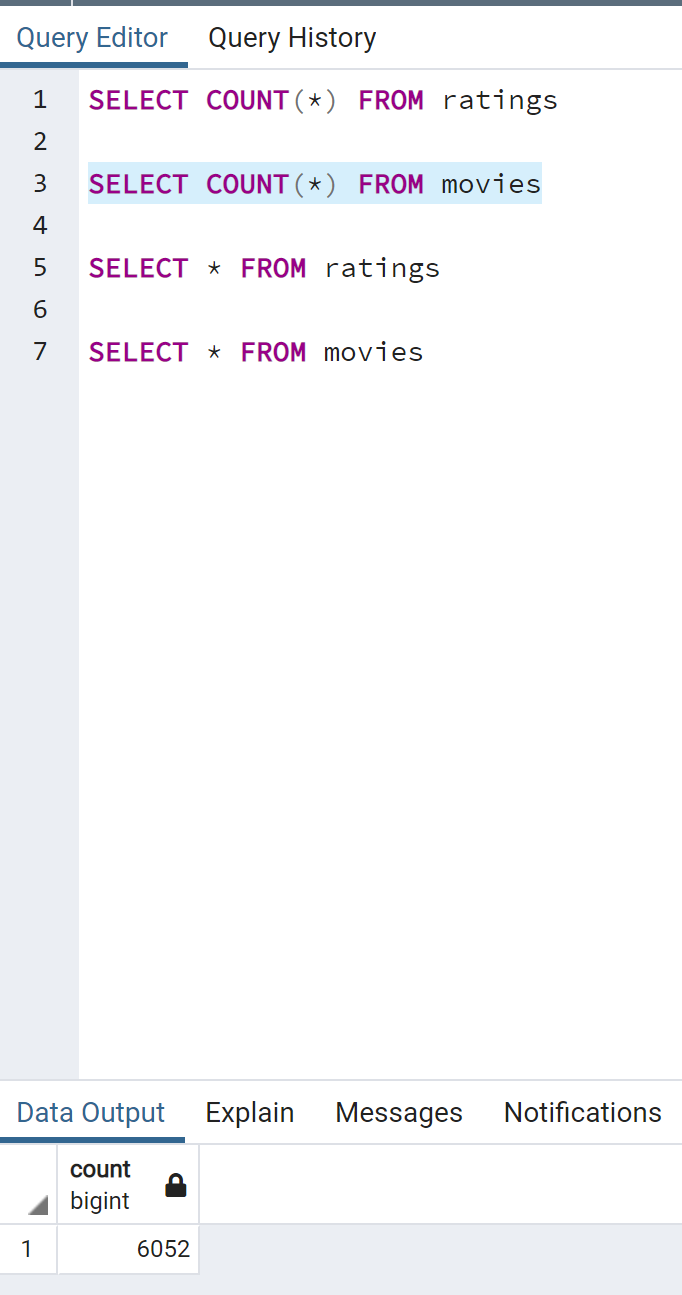 Query Editor Query History
1 SELECT COUNT(*) FROM ratings
2
3 SELECT COUNT(*) FROM movies
4
5 SELECT * FROM ratings
6
7 SELECT * FROM movies
Data Output Explain Messages Notifications
count
bigint
1 6052